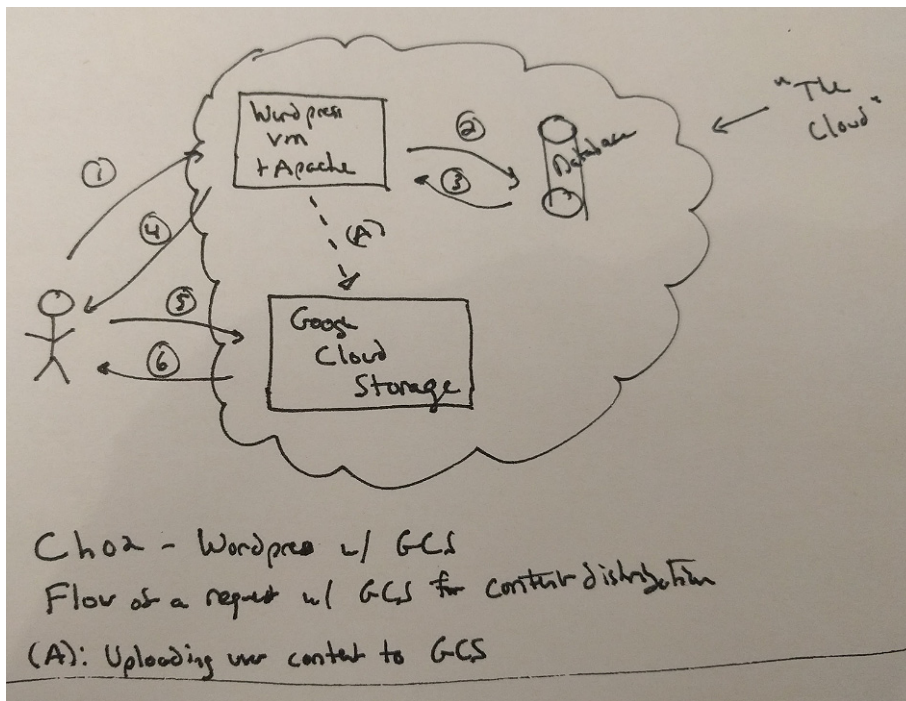 "The
Cloud"
Wordpress
VM
+ Apache
①
②
③
Database
④
(A)
⑤
⑥
Google
Cloud
Storage
Ch02 - Wordpress w/ GCS
Flow of a request w/ GCS for content distribution
(A): Uploading user content to GCS